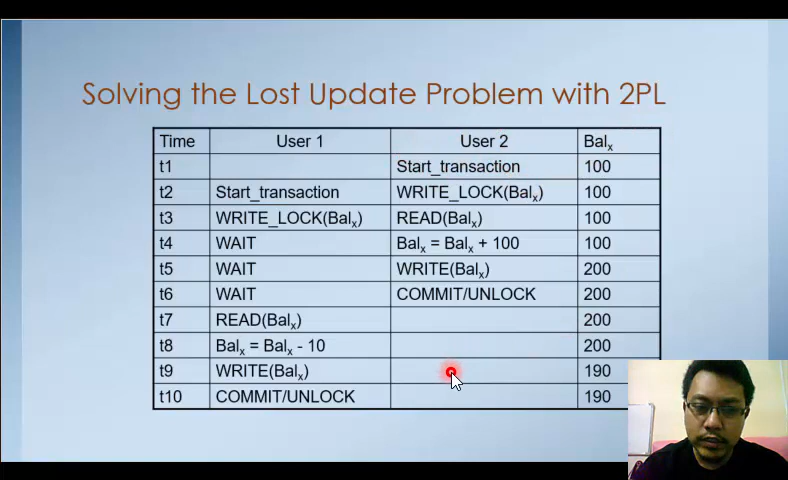 Solving the Lost Update Problem with 2PL
Time User 1 User 2 Balx
t1 Start_transaction 100
t2 Start_transaction WRITE_LOCK(Balx) 100
t3 WRITE_LOCK(Balx) READ(Balx) 100
t4 WAIT Balx = Balx + 100 100
t5 WAIT WRITE(Balx) 200
t6 WAIT COMMIT/UNLOCK 200
t7 READ(Balx) 200
t8 Balx = Balx - 10 200
t9 WRITE(Balx) 190
t10 COMMIT/UNLOCK 190